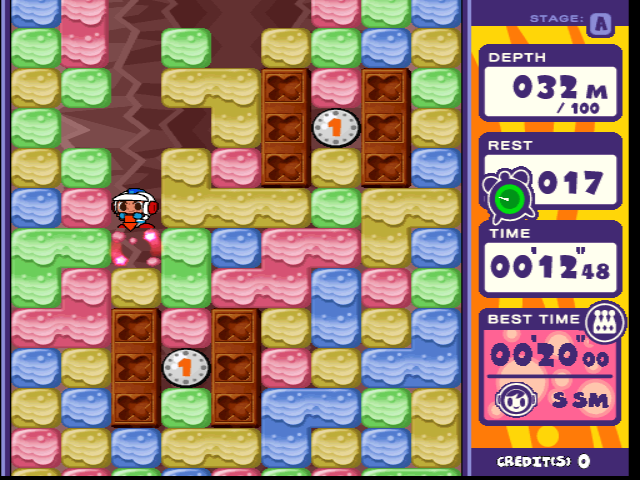 STAGE: A
DEPTH
032 M
/ 100
REST
017
TIME
00'12"48
BEST TIME
00'20"00
SSM
CREDIT(S) 0
1
1